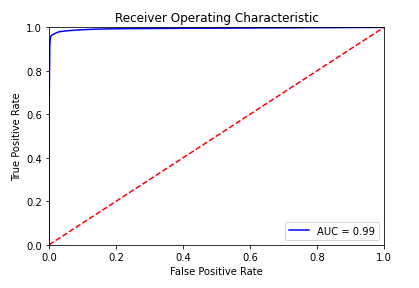 Receiver Operating Characteristic
1.0
0.8
0.6
0.4
0.2
0.0
True Positive Rate
AUC = 0.99
0.0 0.2 0.4 0.6 0.8 1.0
False Positive Rate